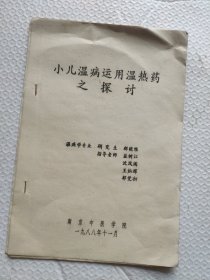 小儿温病运用温热药
之探讨
温病学专业 研究生
指导老师 孟澍江
沈凤阁
王灿晖
南京中医学院
一九八八年十一月